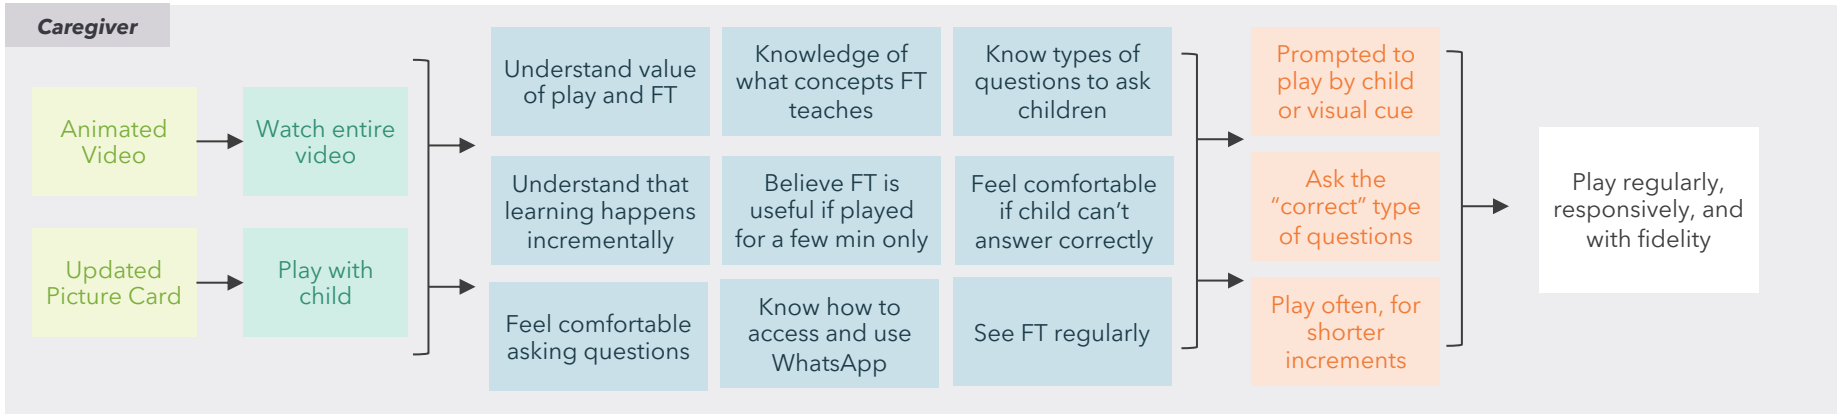 Caregiver
Animated
Video
Watch entire
video
Updated
Picture Card
Play with
child
Understand value
of play and FT
Knowledge of
what concepts FT
teaches
Know types of
questions to ask
children
Understand that
learning happens
incrementally
Believe FT is
useful if played
for a few min only
Feel comfortable
if child can’t
answer correctly
Feel comfortable
asking questions
Know how to
access and use
WhatsApp
See FT regularly
Prompted to
play by child
or visual cue
Ask the
“correct” type
of questions
Play often, for
shorter
increments
Play regularly,
responsively, and
with fidelity